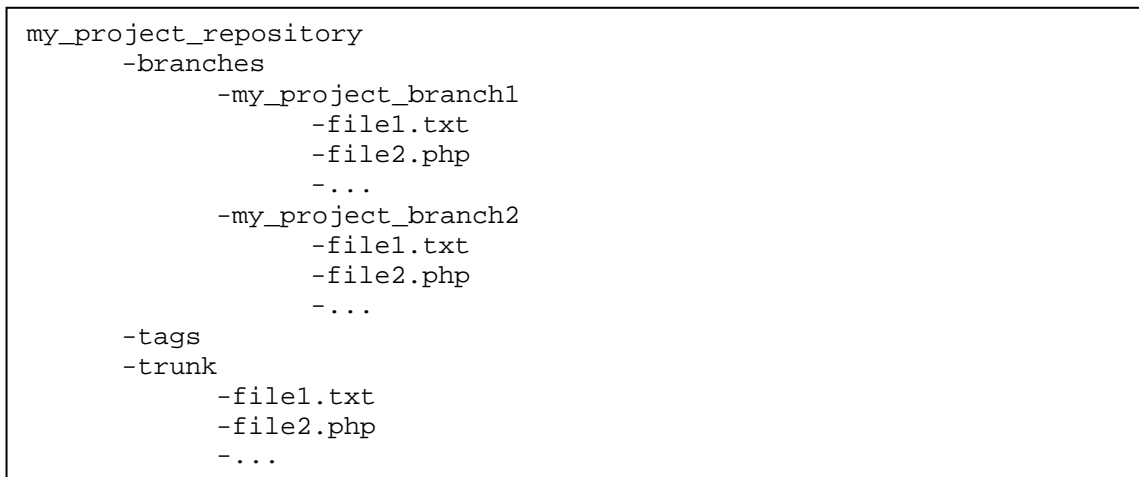 my_project_repository
-branches
-my_project_branch1
-file1.txt
-file2.php
-...
-my_project_branch2
-file1.txt
-file2.php
-...
-tags
-trunk
-file1.txt
-file2.php
-...